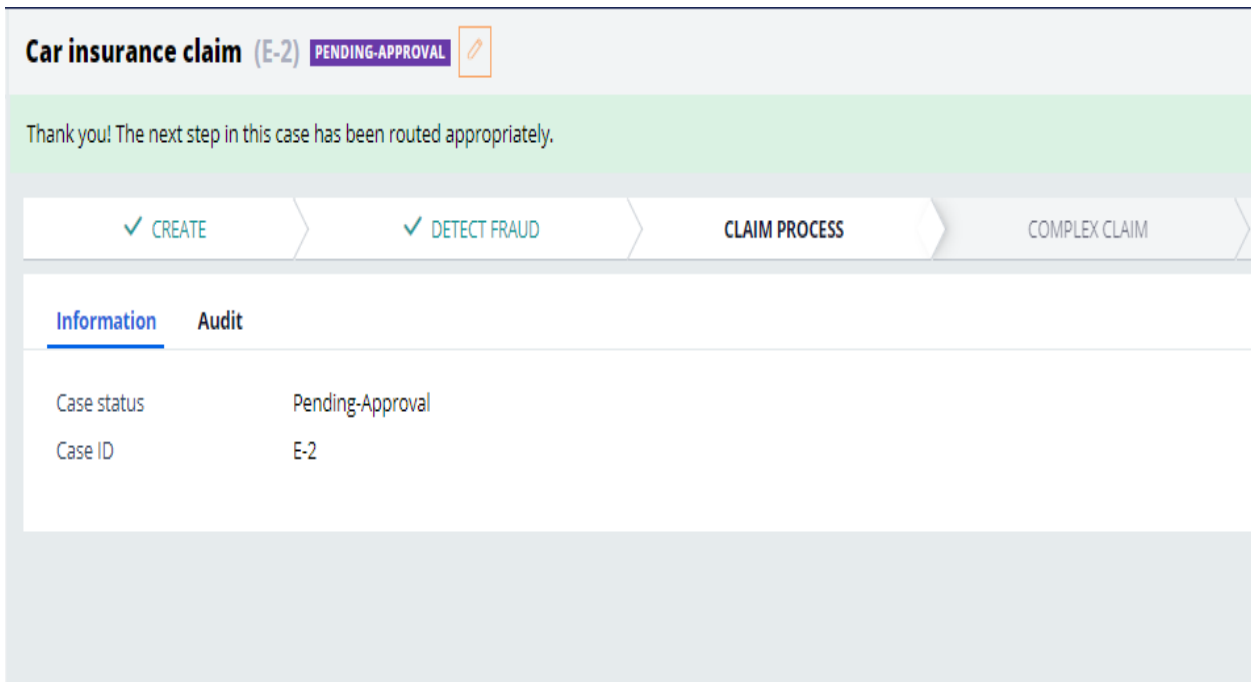 Car insurance claim (E-2) PENDING-APPROVAL
Thank you! The next step in this case has been routed appropriately.
CREATE DETECT FRAUD CLAIM PROCESS COMPLEX CLAIM
Information Audit
Case status Pending-Approval
Case ID E-2